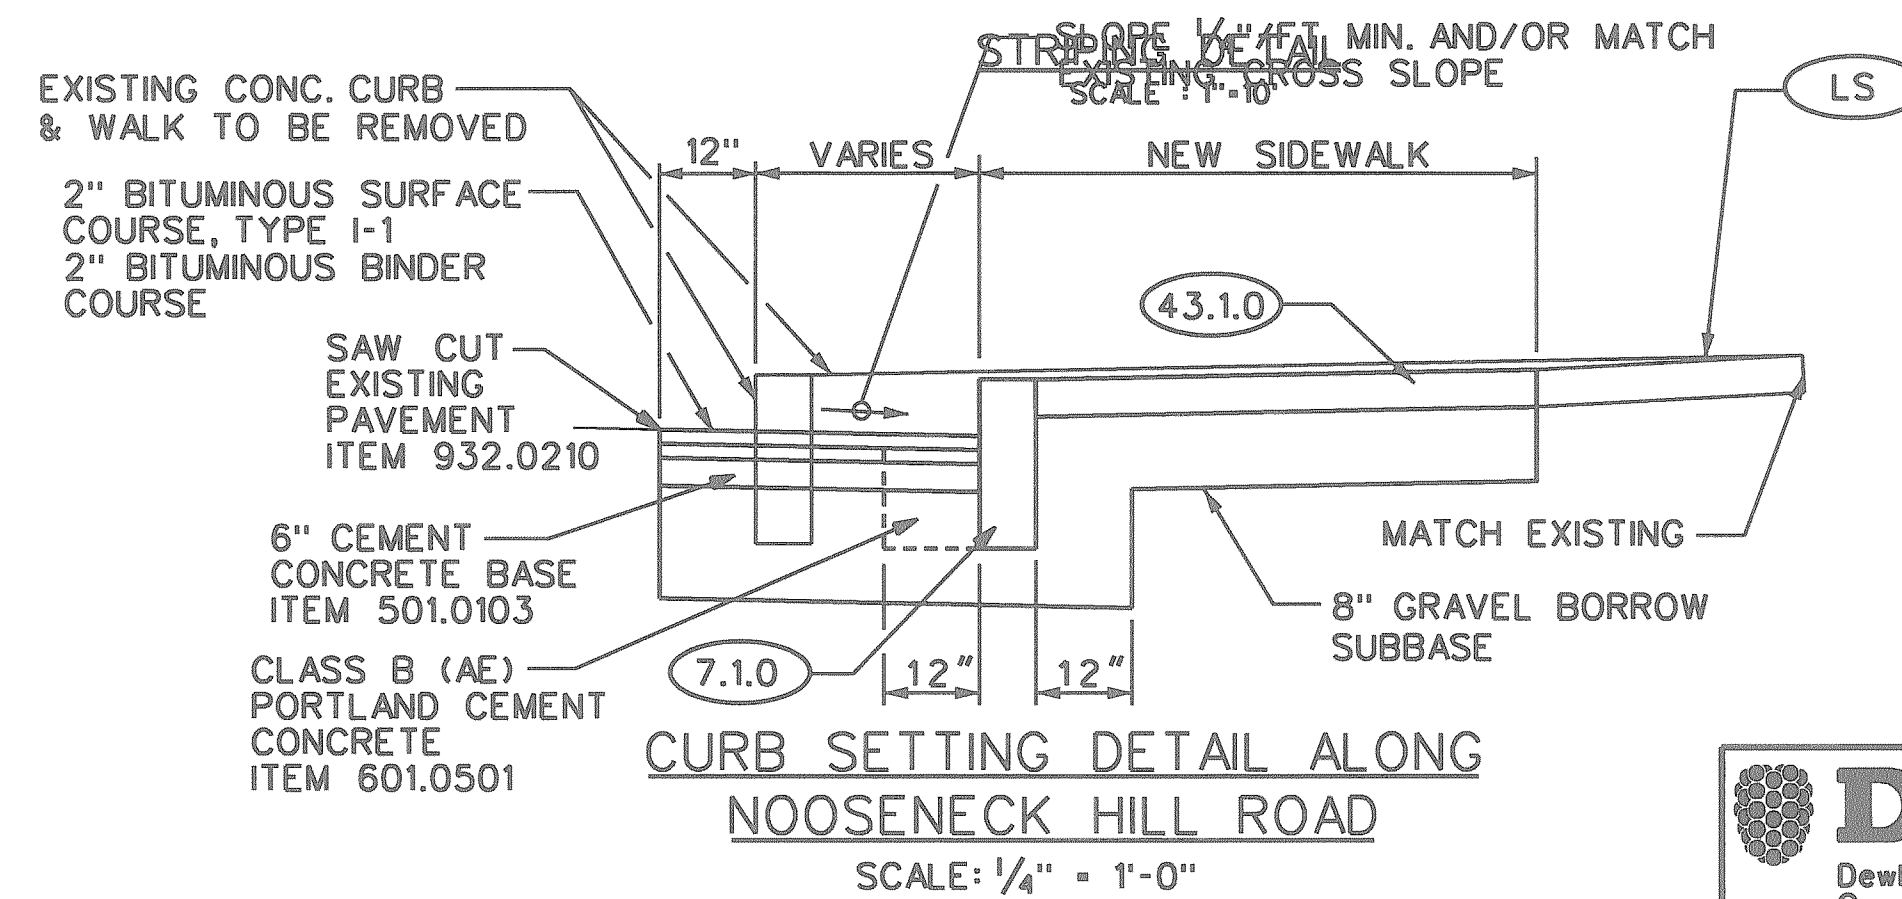 SLOPE 1/4"/FT. MIN. AND/OR MATCH
EXISTING CROSS SLOPE
STRIPING DETAIL
SCALE : 1"=10'
EXISTING CONC. CURB
& WALK TO BE REMOVED
2" BITUMINOUS SURFACE
COURSE, TYPE I-1
2" BITUMINOUS BINDER
COURSE
SAW CUT
EXISTING
PAVEMENT
ITEM 932.0210
6" CEMENT
CONCRETE BASE
ITEM 501.0103
CLASS B (AE)
PORTLAND CEMENT
CONCRETE
ITEM 601.0501
12"
VARIES
NEW SIDEWALK
LS
43.1.0
MATCH EXISTING
8" GRAVEL BORROW
SUBBASE
7.1.0
12"
12"
CURB SETTING DETAIL ALONG
NOOSENECK HILL ROAD
SCALE: 1/4" = 1'-0"
D
Dewb